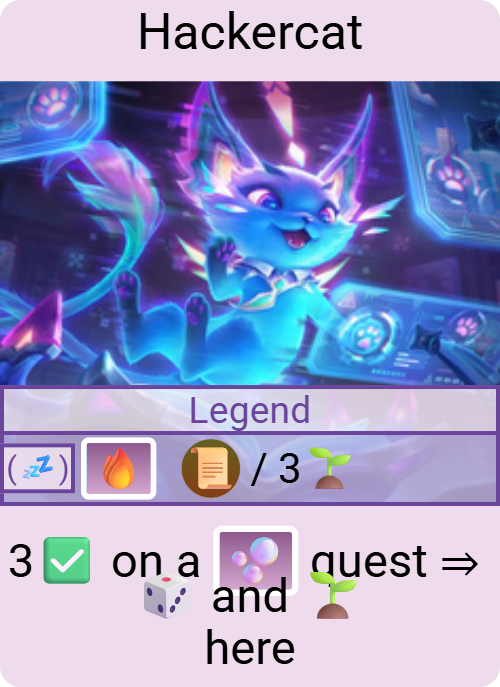 Hackercat
Legend
(💤) 🔥 📜 / 3 🌱
3 ✅ on a 🫧 quest ⇒
🎲 and 🌱
here